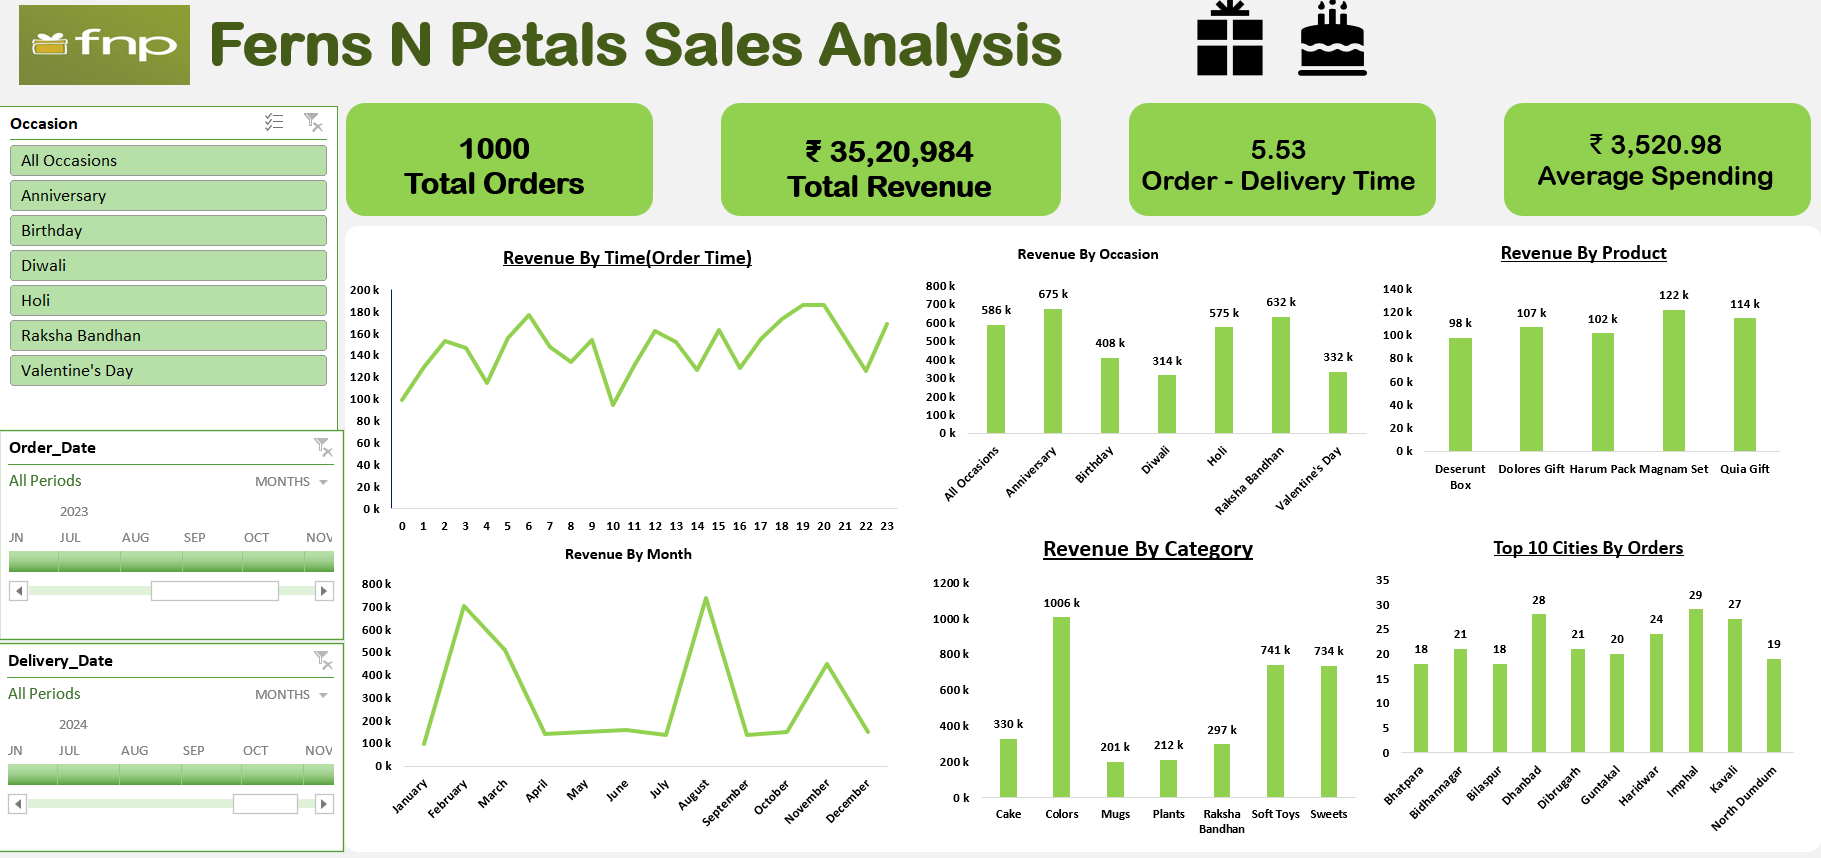 fnp
Ferns N Petals Sales Analysis
Occasion
All Occasions
Anniversary
Birthday
Diwali
Holi
Raksha Bandhan
Valentine's Day
Order_Date
All Periods
MONTHS
2023
JN JUL AUG SEP OCT NOV
Delivery_Date
All Periods
MONTHS
2024
JN JUL AUG SEP OCT NOV
1000
Total Orders
₹ 35,20,984
Total Revenue
5.53
Order - Delivery Time
₹ 3,520.98
Average Spending
Revenue By Time(Order Time)
200 k
180 k
160 k
140 k
120 k
100 k
80 k
60 k
40 k
20 k
0 k
0 1 2 3 4 5 6 7 8 9 10 11 12 13 14 15 16 17 18 19 20 21 22 23
Revenue By Occasion
800 k
700 k
600 k
500 k
400 k
300 k
200 k
100 k
0 k
586 k
675 k
408 k
314 k
575 k
632 k
332 k
All Occasions
Anniversary
Birthday
Diwali
Holi
Raksha Bandhan
Valentine's Day
Revenue By Product
140 k
120 k
100 k
80 k
60 k
40 k
20 k
0 k
98 k
107 k
102 k
122 k
114 k
Deserunt
Box
Dolores Gift
Harum Pack
Magnam Set
Quia Gift
Revenue By Month
800 k
700 k
600 k
500 k
400 k
300 k
200 k
100 k
0 k
January
February
March
April
May
June
July
August
September
October
November
December
Revenue By Category
1200 k
1000 k
800 k
600 k
400 k
200 k
0 k
330 k
1006 k
201 k
212 k
297 k
741 k
734 k
Cake
Colors
Mugs
Plants
Raksha
Bandhan
Soft Toys
Sweets
Top 10 Cities By Orders
35
30
25
20
15
10
5
0
18
21
18
28
21
20
24
29
27
19
Bhatpara
Bidhannagar
Bilaspur
Dhanbad
Dibrugarh
Guntakal
Haridwar
Imphal
Kavali
North Dumdum